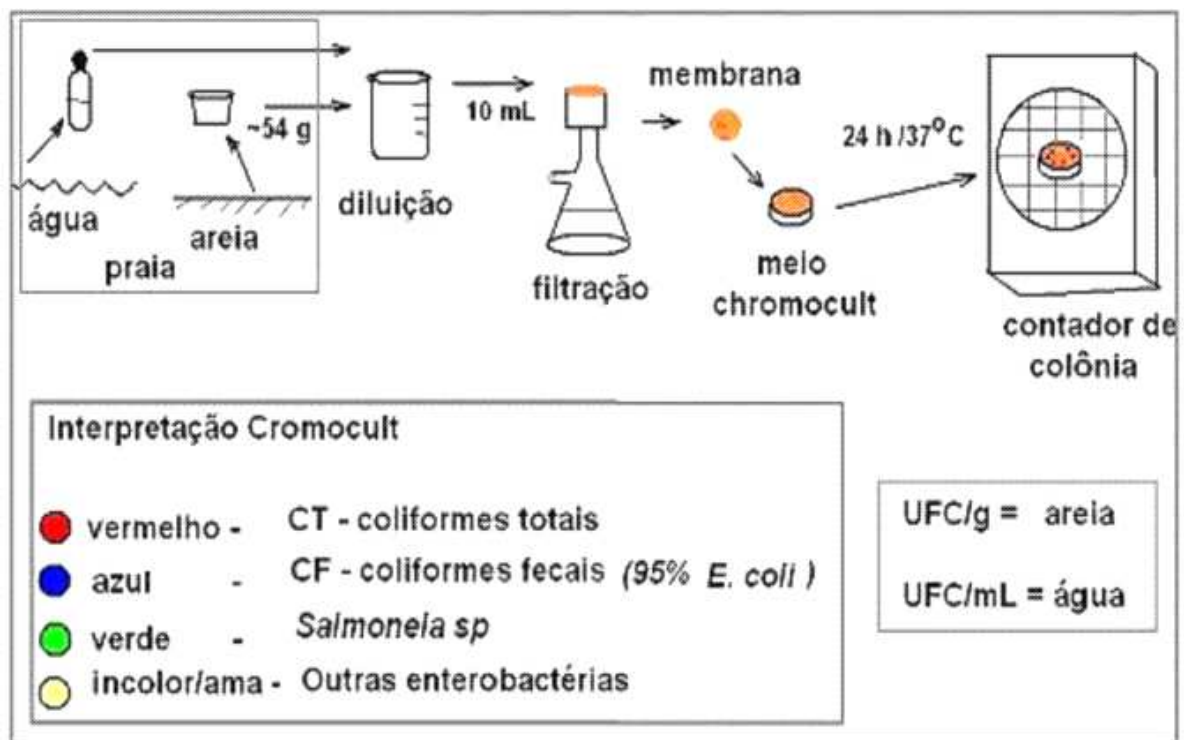 água
~54 g
areia
praia
diluição
10 mL
filtração
membrana
meio
chromocult
24 h /37°C
contador de
colônia
Interpretação Cromocult
vermelho - CT - coliformes totais
azul - CF - coliformes fecais (95% E. coli )
verde - Salmonela sp
incolor/ama - Outras enterobactérias
UFC/g = areia
UFC/mL = água